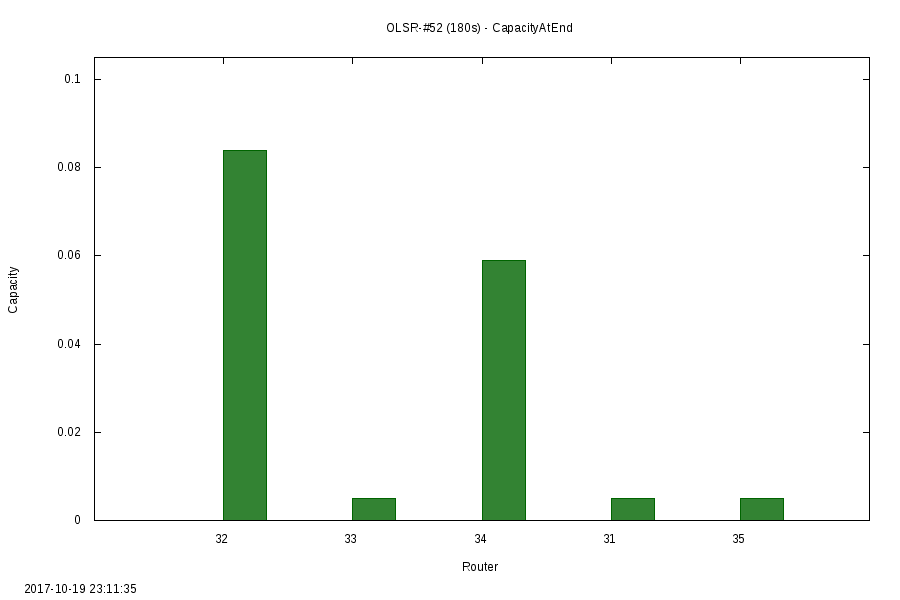 OLSR-#52 (180s) - CapacityAtEnd
0.1
0.08
0.06
0.04
0.02
0
Capacity
32 33 34 31 35
Router
2017-10-19 23:11:35